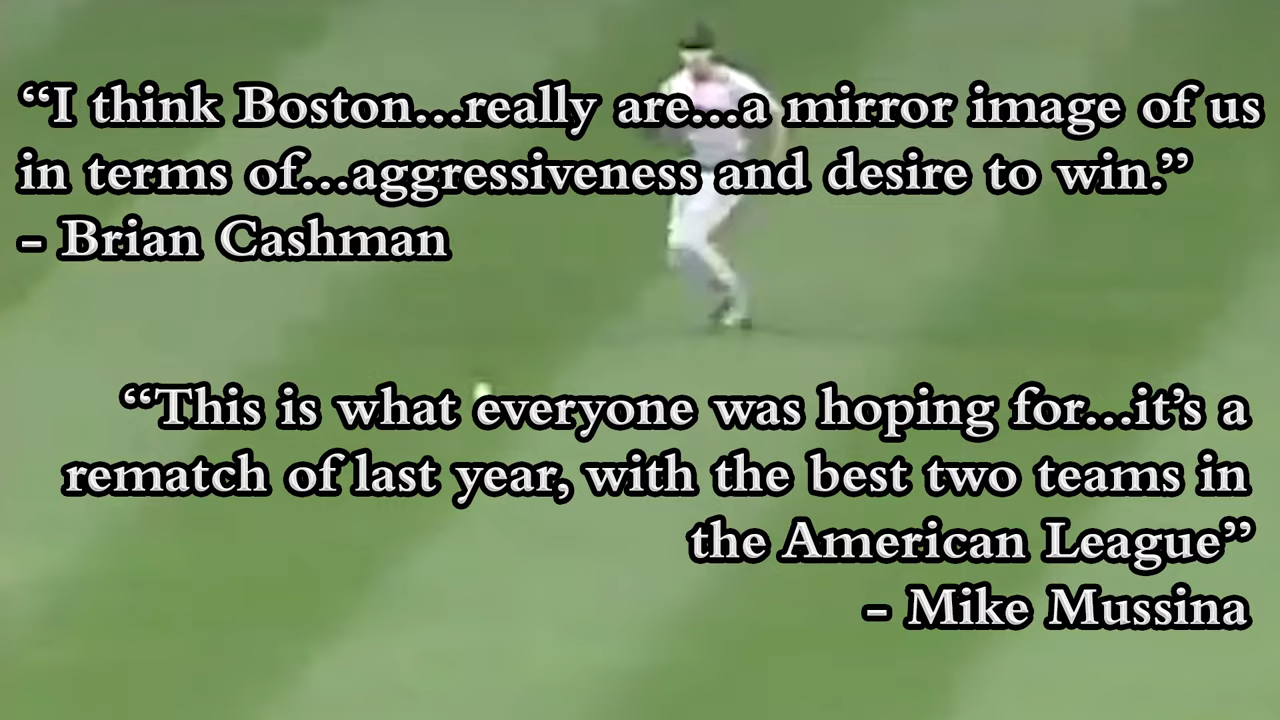 “I think Boston...really are...a mirror image of us
in terms of...aggressiveness and desire to win.”
- Brian Cashman
“This is what everyone was hoping for...it’s a
rematch of last year, with the best two teams in
the American League”
- Mike Mussina